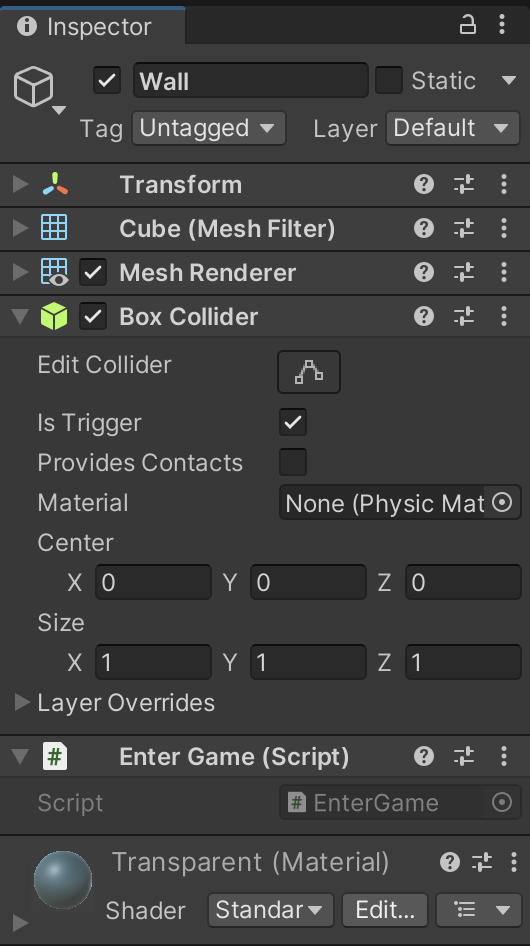 Inspector
Wall Static
Tag Untagged Layer Default
Transform
Cube (Mesh Filter)
Mesh Renderer
Box Collider
Edit Collider
Is Trigger
Provides Contacts
Material None (Physic Mat
Center
X 0 Y 0 Z 0
Size
X 1 Y 1 Z 1
Layer Overrides
# Enter Game (Script)
Script # EnterGame
Transparent (Material)
Shader Standar Edit...